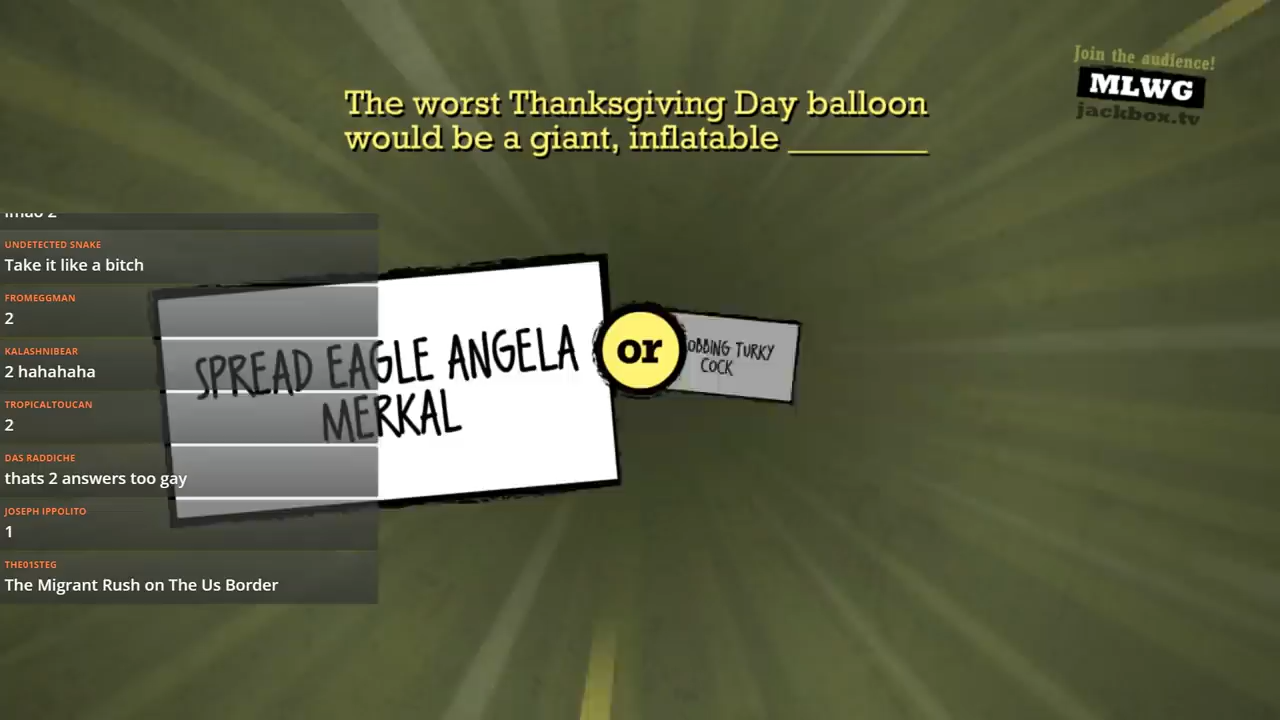 Join the audience!
MLWG
jackbox.tv
The worst Thanksgiving Day balloon
would be a giant, inflatable ________
lmao 2
UNDETECTED SNAKE
Take it like a bitch
FROMEGGMAN
2
KALASHNIBEAR
2 hahahaha
TROPICALTOUCAN
2
DAS RADDICHE
thats 2 answers too gay
JOSEPH IPPOLITO
1
THE01STEG
The Migrant Rush on The Us Border
SPREAD EAGLE ANGELA
MERKAL
or
TURKY
COCK